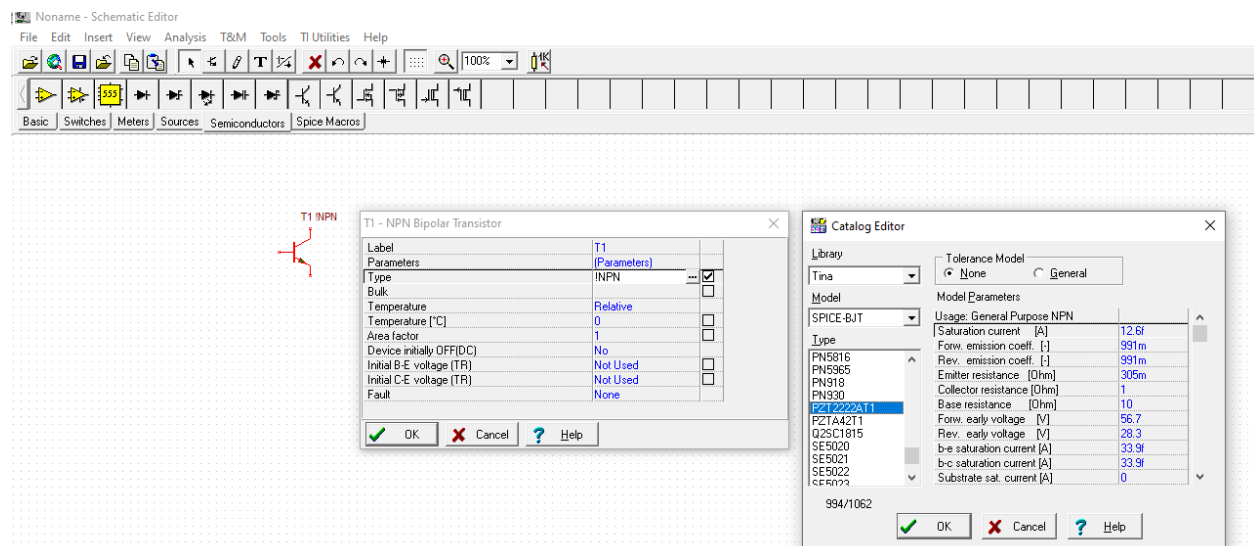 Noname - Schematic Editor
File Edit Insert View Analysis T&M Tools TI Utilities Help
100%
1K
555
Basic Switches Meters Sources Semiconductors Spice Macros
T1 !NPN
T1 - NPN Bipolar Transistor
Label T1
Parameters (Parameters)
Type !NPN ...
Bulk
Temperature Relative
Temperature [°C] 0
Area factor 1
Device initially OFF(DC) No
Initial B-E voltage (TR) Not Used
Initial C-E voltage (TR) Not Used
Fault None
OK Cancel ? Help
Catalog Editor
Library
Tina
Model
SPICE-BJT
Type
PN5816
PN5965
PN918
PN930
PZT2222AT1
PZTA42T1
Q2SC1815
SE5020
SE5021
SE5022
SE5023
994/1062
Tolerance Model
None General
Model Parameters
Usage: General Purpose NPN
Saturation current [A] 12.6f
Forw. emission coeff. [-] 991m
Rev. emission coeff. [-] 991m
Emitter resistance [Ohm] 305m
Collector resistance [Ohm] 1
Base resistance [Ohm] 10
Forw. early voltage [V] 56.7
Rev. early voltage [V] 28.3
b-e saturation current [A] 33.9f
b-c saturation current [A] 33.9f
Substrate sat. current [A] 0
OK Cancel ? Help